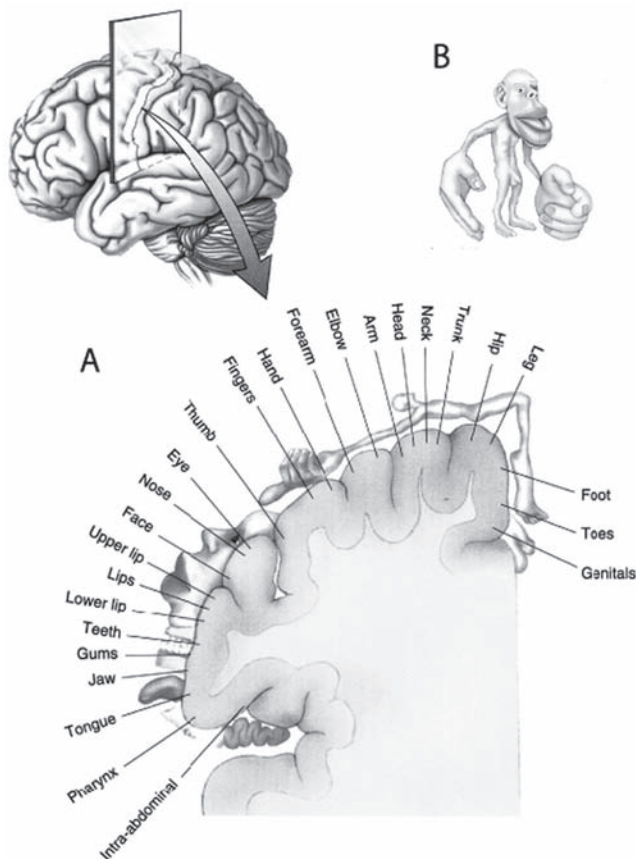 B
A
Intra-abdominal
Pharynx
Tongue
Jaw
Gums
Teeth
Lower lip
Lips
Upper lip
Face
Nose
Eye
Thumb
Fingers
Hand
Forearm
Elbow
Arm
Head
Neck
Trunk
Hip
Leg
Foot
Toes
Genitals